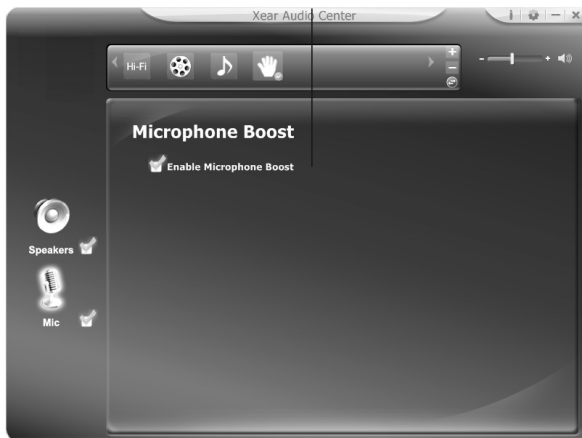 Xear Audio Center
Hi-Fi
Microphone Boost
Enable Microphone Boost
Speakers
Mic